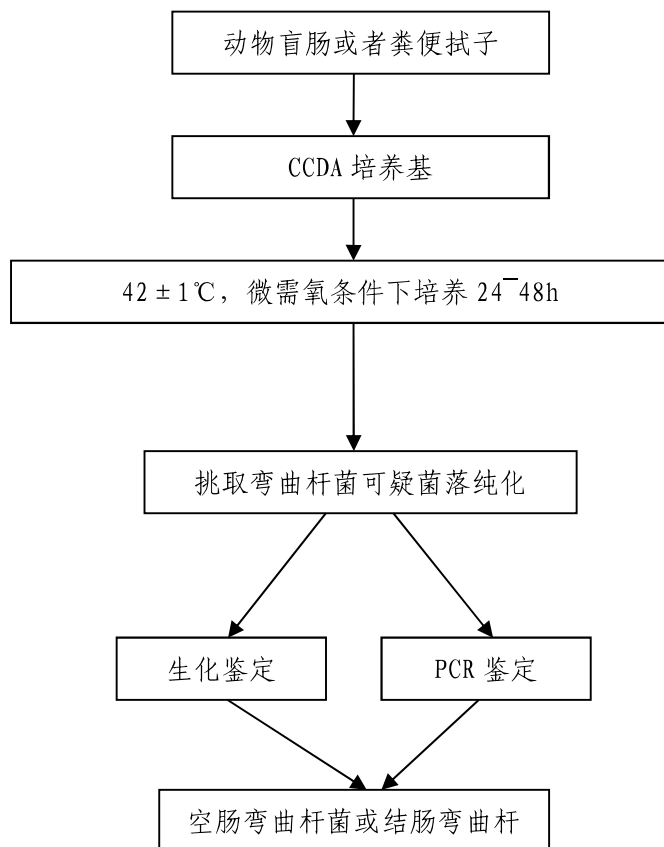 动物盲肠或者粪便拭子
CCDA 培养基
42±1℃，微需氧条件下培养 24‾48h
挑取弯曲杆菌可疑菌落纯化
生化鉴定
PCR 鉴定
空肠弯曲杆菌或结肠弯曲杆